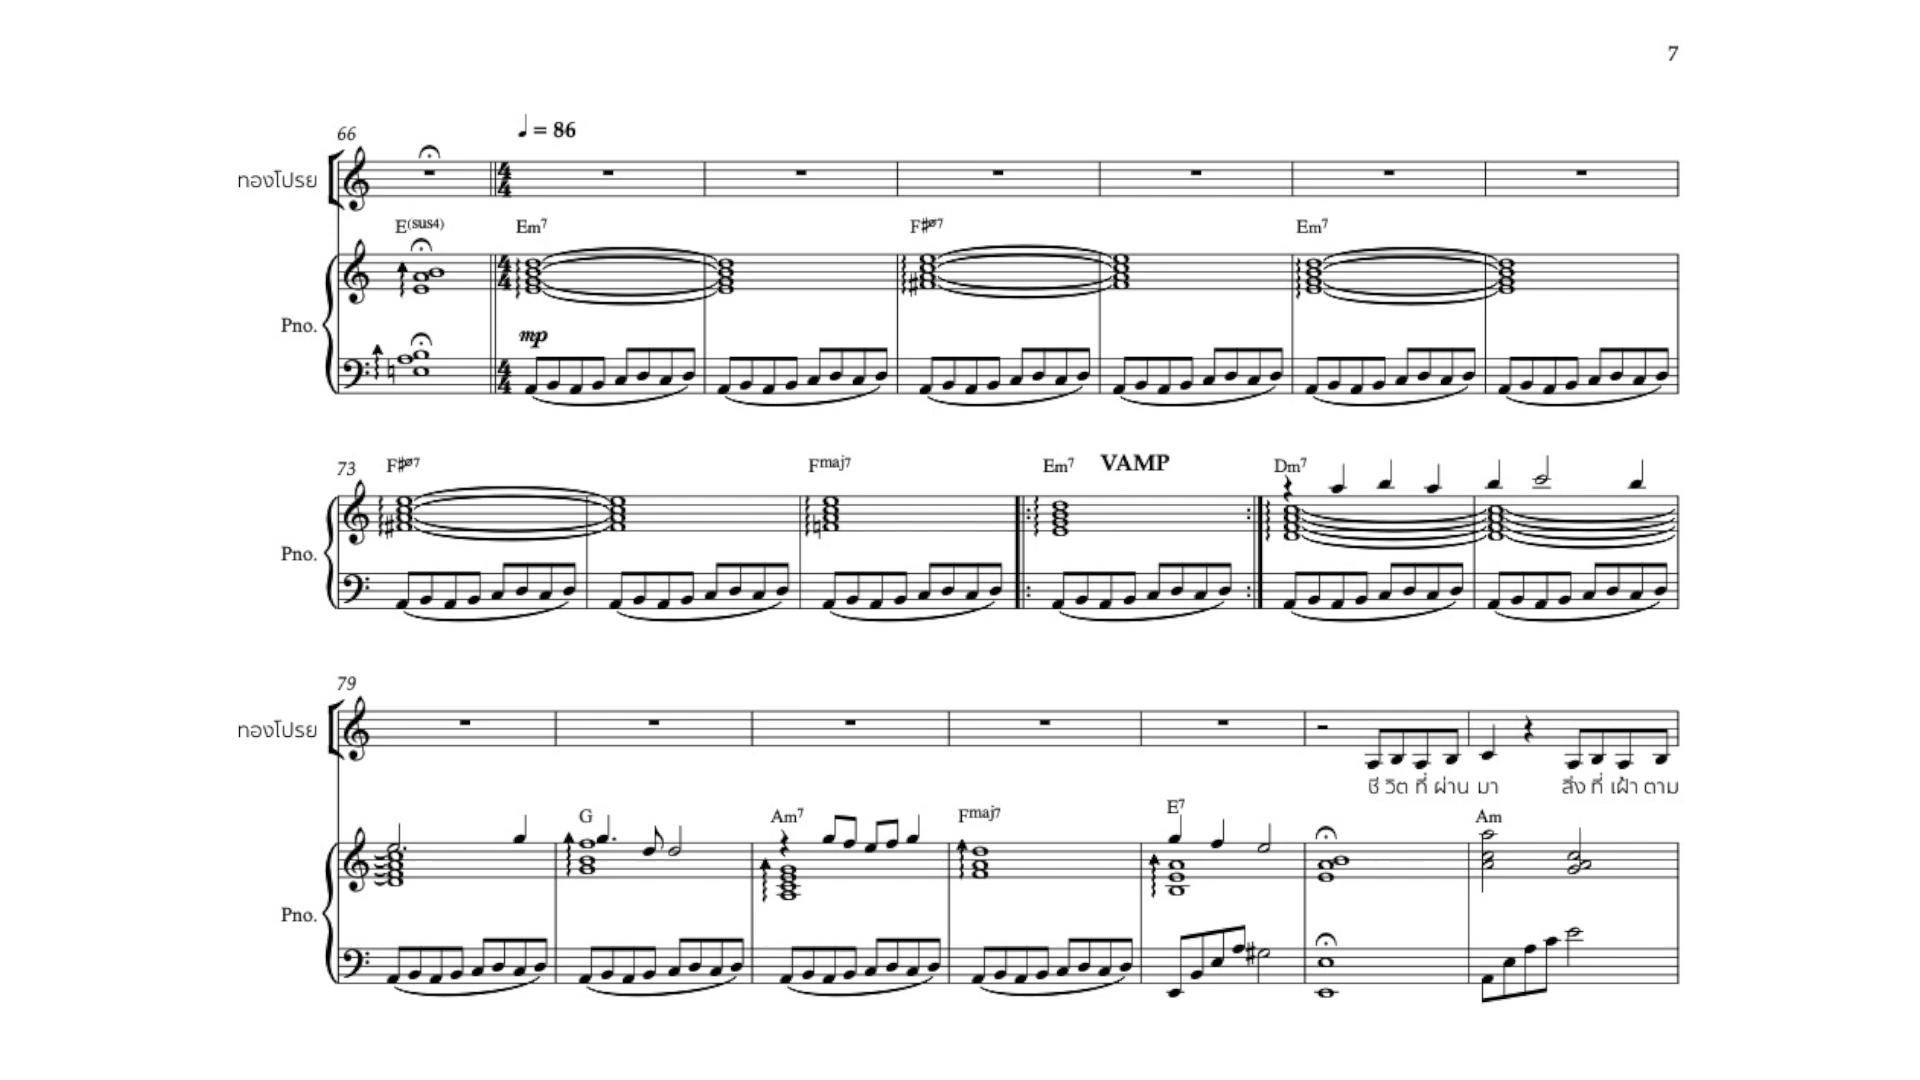 7
66
♩ = 86
ทองโปรย
E(sus4) Em7 F#ø7 Em7
Pno.
mp
73
F#ø7 Fmaj7 Em7 VAMP Dm7
Pno.
79
ทองโปรย
ชี วิต ที่ ผ่าน มา สิ่ง ที่ เฝ้า ตาม
G Am7 Fmaj7 E7 Am
Pno.